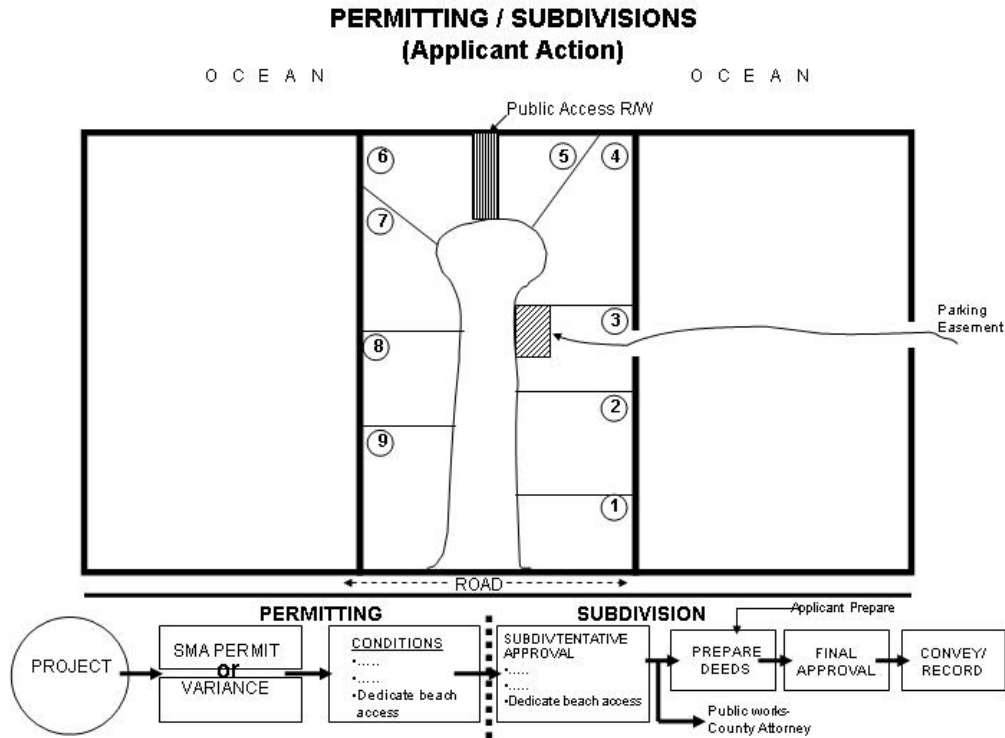 PERMITTING / SUBDIVISIONS
(Applicant Action)
O C E A N
O C E A N
Public Access R/W
6
5
4
7
3
Parking
Easement
8
2
9
1
ROAD
PERMITTING
SUBDIVISION
Applicant Prepare
PROJECT
SMA PERMIT
or
VARIANCE
CONDITIONS
•.....
•.....
•Dedicate beach
access
SUBDIV.TENTATIVE
APPROVAL
•.....
•.....
•Dedicate beach access
PREPARE
DEEDS
FINAL
APPROVAL
CONVEY/
RECORD
Public works-
County Attorney